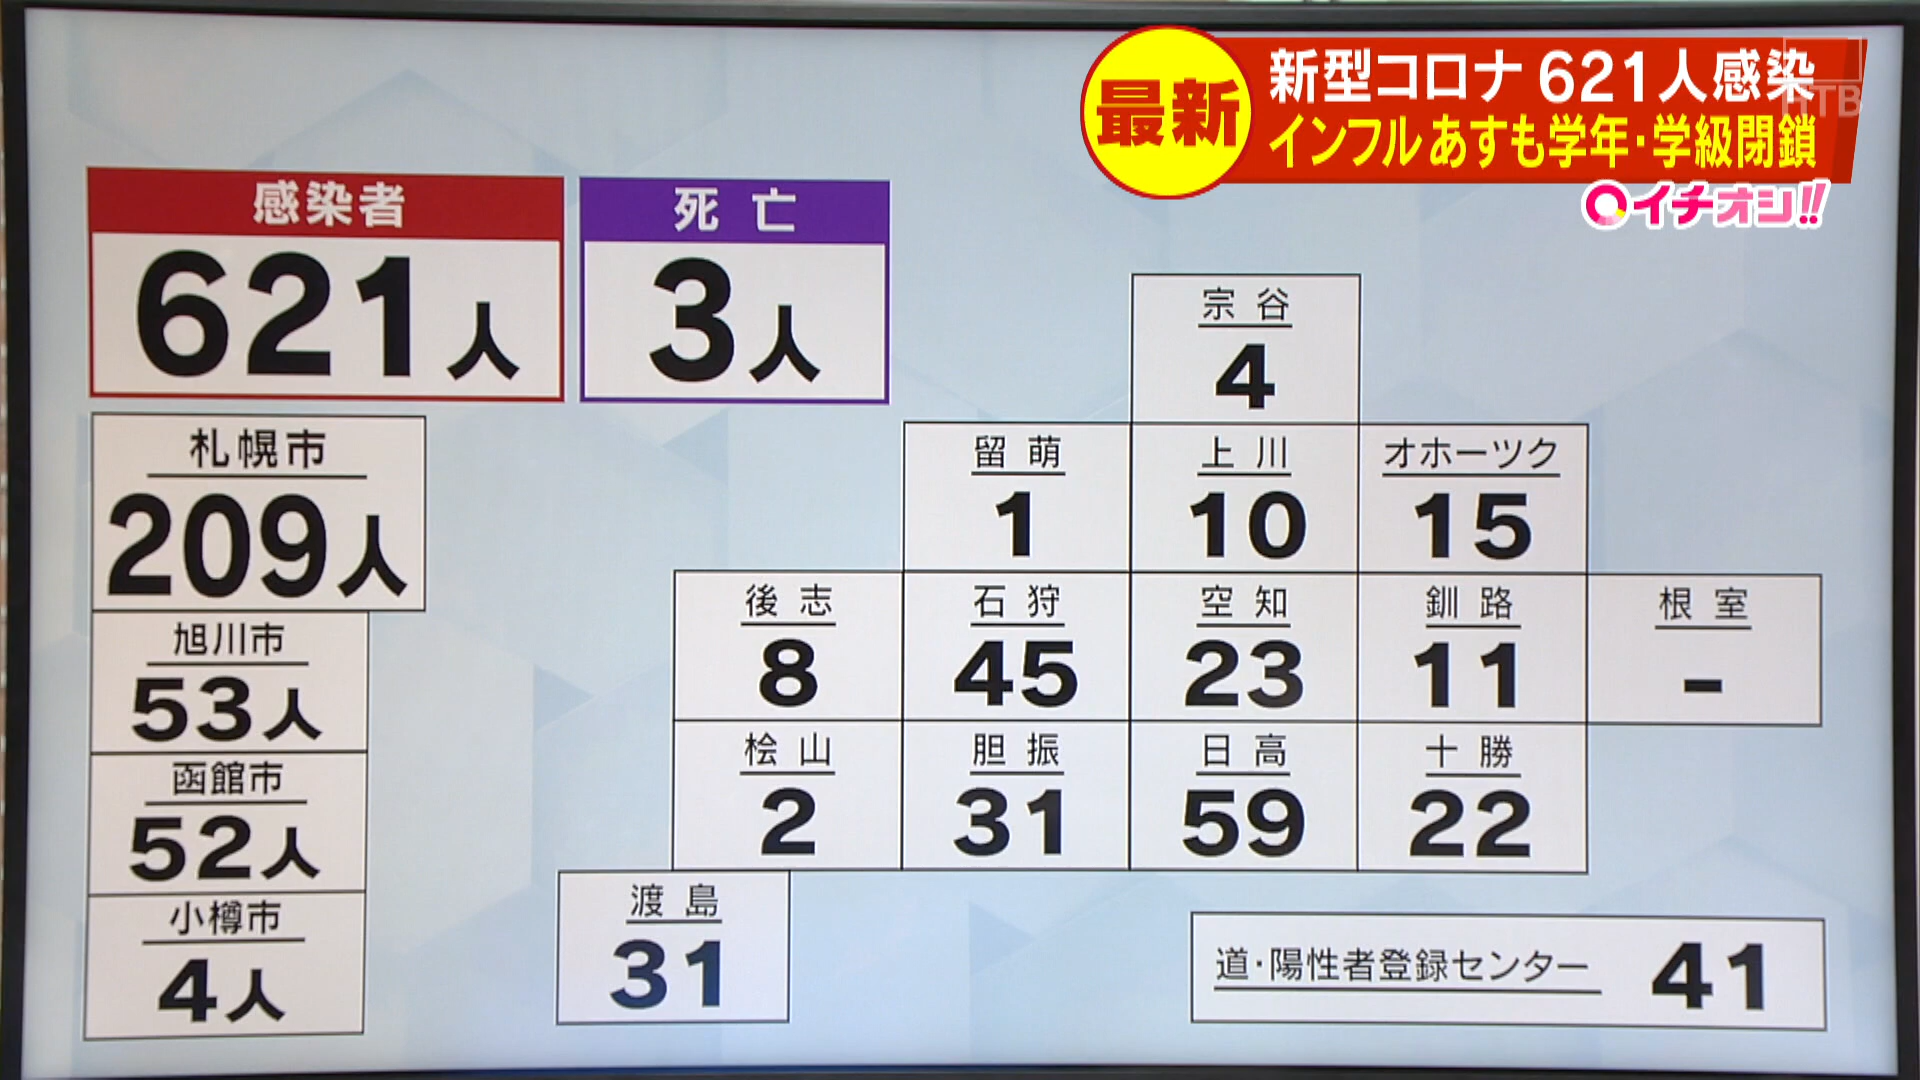 最新
新型コロナ 621人感染
インフル あすも学年・学級閉鎖
HTB
イチオシ!!
感染者
621人
死亡
3人
札幌市
209人
旭川市
53人
函館市
52人
小樽市
4人
宗谷
4
留萌
1
上川
10
オホーツク
15
後志
8
石狩
45
空知
23
釧路
11
根室
-
桧山
2
胆振
31
日高
59
十勝
22
渡島
31
道・陽性者登録センター 41